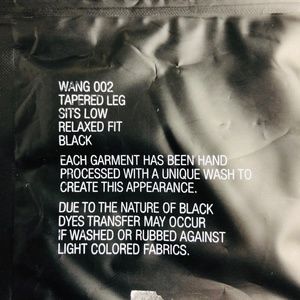 WANG 002
TAPERED LEG
SITS LOW
RELAXED FIT
BLACK
EACH GARMENT HAS BEEN HAND
PROCESSED WITH A UNIQUE WASH TO
CREATE THIS APPEARANCE.
DUE TO THE NATURE OF BLACK
DYES TRANSFER MAY OCCUR
IF WASHED OR RUBBED AGAINST
LIGHT COLORED FABRICS.